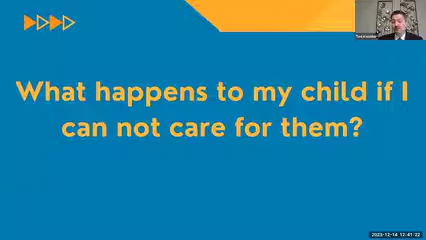 What happens to my child if I
can not care for them?
2023-12-14 12:41:22